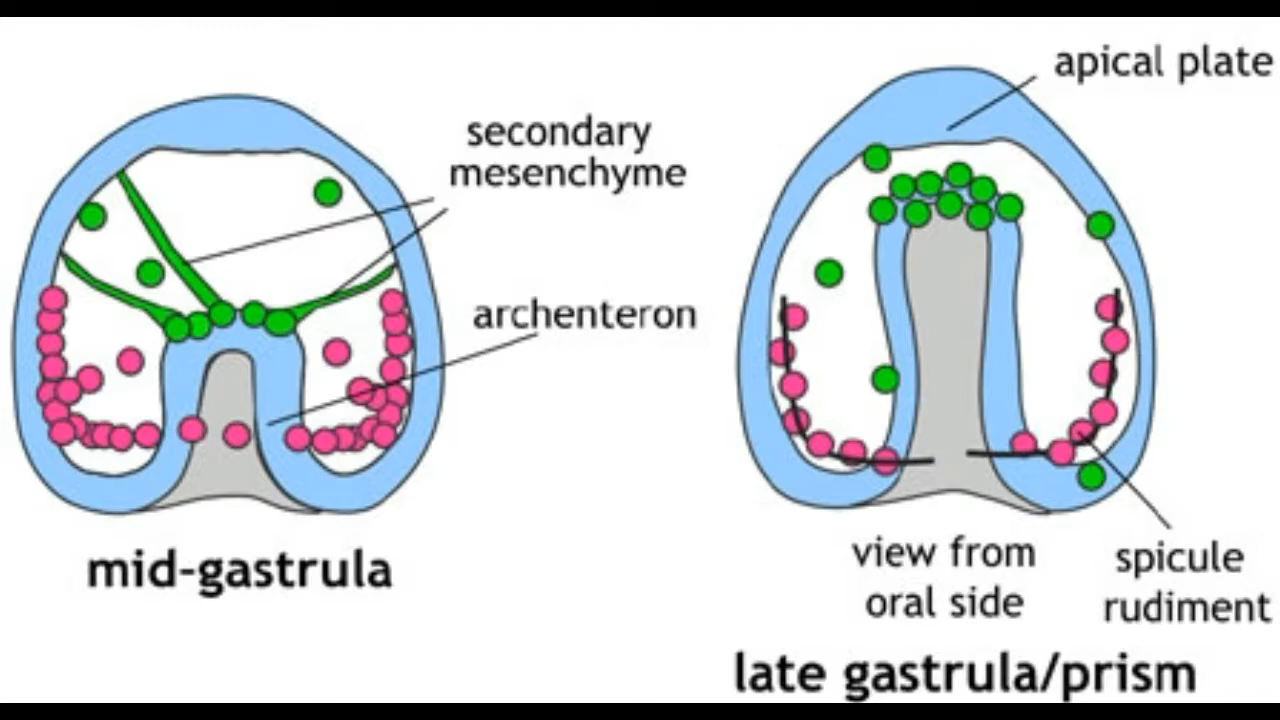 apical plate
secondary
mesenchyme
archenteron
mid-gastrula
view from
oral side
spicule
rudiment
late gastrula/prism